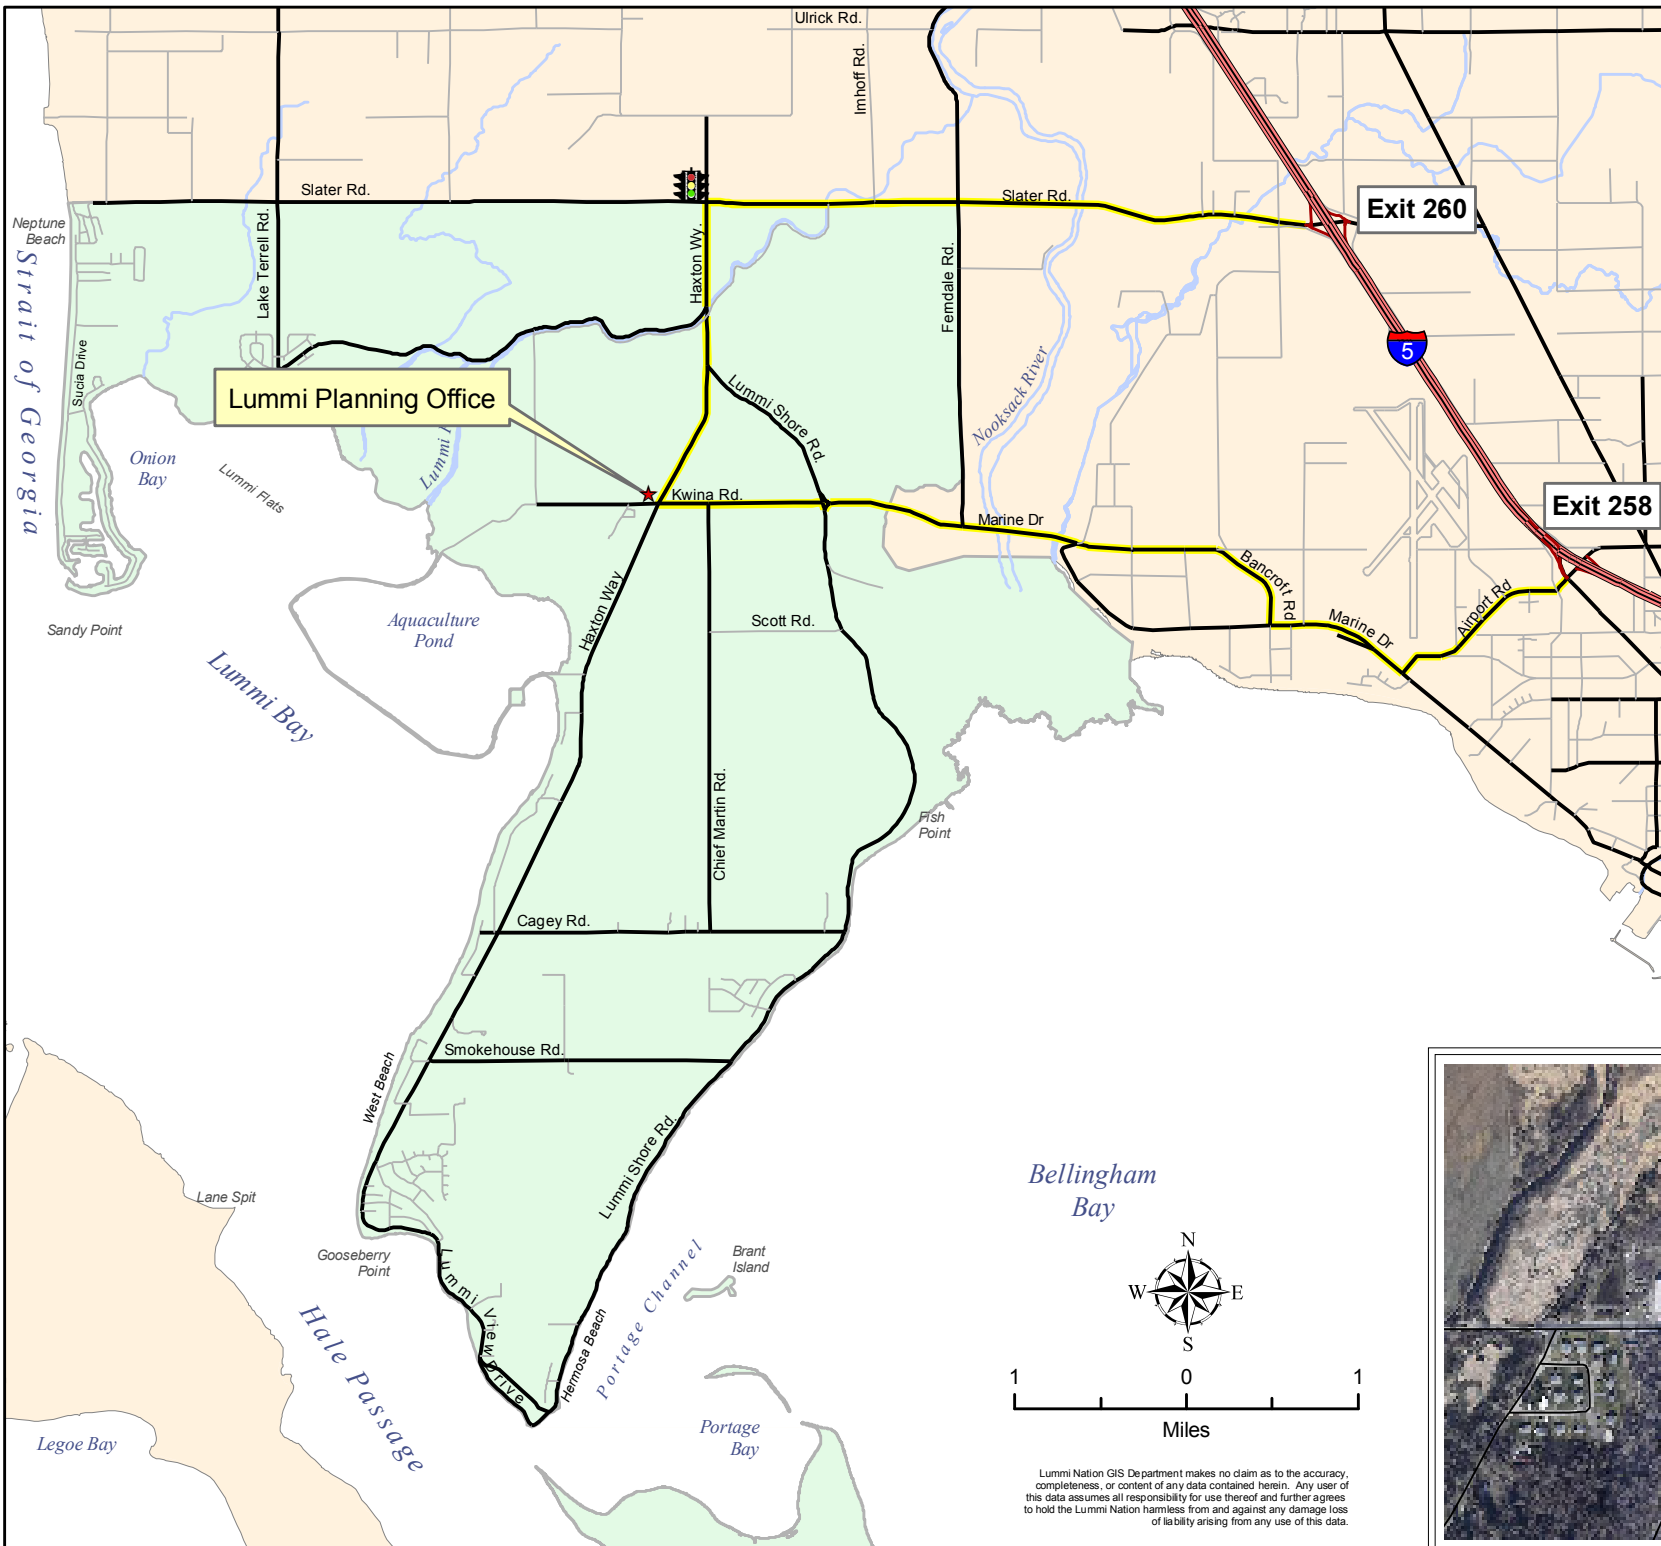 Ulrick Rd.
Imhoff Rd.
Slater Rd.
Slater Rd.
Exit 260
Neptune
Beach
Lake Terrell Rd.
Haxton Wy.
Ferndale Rd.
Strait of Georgia
Sucia Drive
5
Nooksack River
Lummi Planning Office
Lummi Shore Rd.
Onion
Bay
Lummi Flats
Lummi
Kwina Rd.
Marine Dr
Exit 258
Bancroft Rd
Airport Rd
Marine Dr
Sandy Point
Aquaculture
Pond
Haxton Way
Scott Rd.
Lummi Bay
Chief Martin Rd.
Fish
Point
Cagey Rd.
Smokehouse Rd.
West Beach
Lummi Shore Rd.
Lane Spit
Gooseberry
Point
Lummi View Drive
Hale Passage
Hermosa Beach
Portage Channel
Brant
Island
Bellingham
Bay
N
W E
S
1 0 1
Miles
Legoe Bay
Portage
Bay
Lummi Nation GIS Department makes no claim as to the accuracy,
completeness, or content of any data contained herein. Any user of
this data assumes all responsibility for use thereof and further agrees
to hold the Lummi Nation harmless from and against any damage loss
of liability arising from any use of this data.